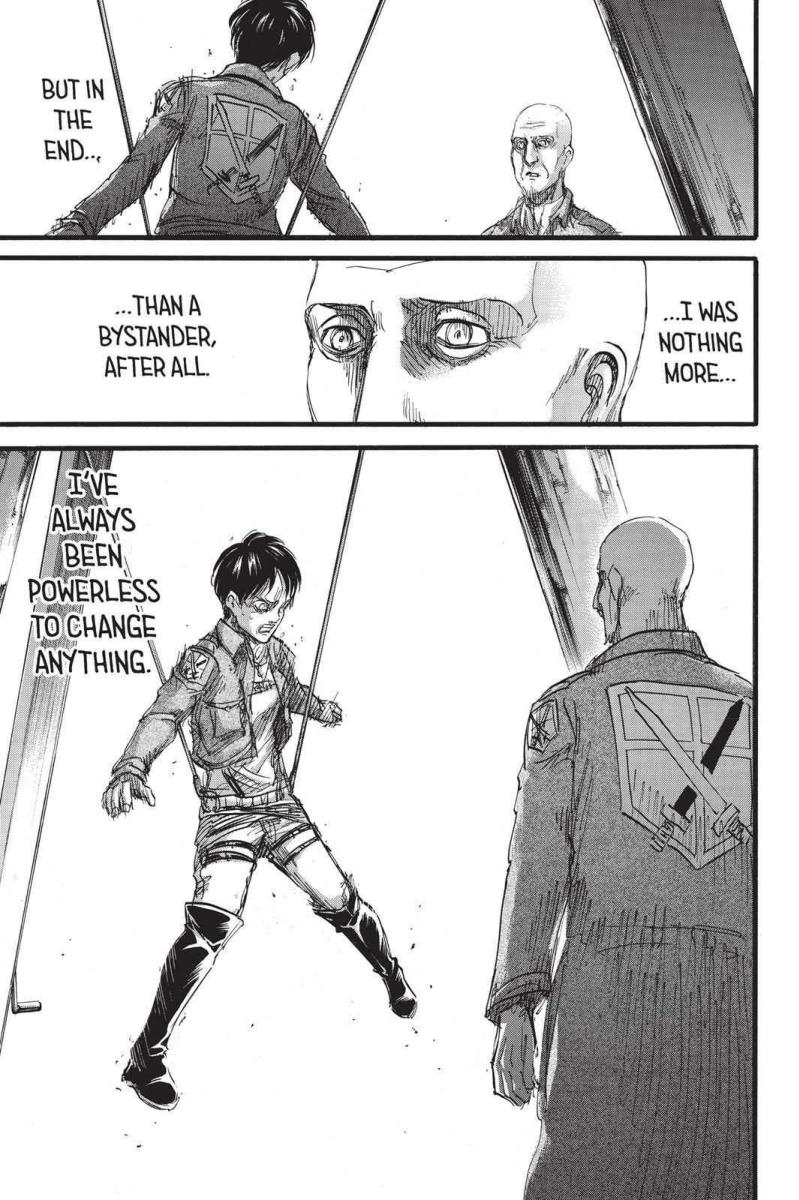 BUT IN
THE
END...
...I WAS
NOTHING
MORE...
...THAN A
BYSTANDER,
AFTER ALL.
I'VE
ALWAYS
BEEN
POWERLESS
TO CHANGE
ANYTHING.